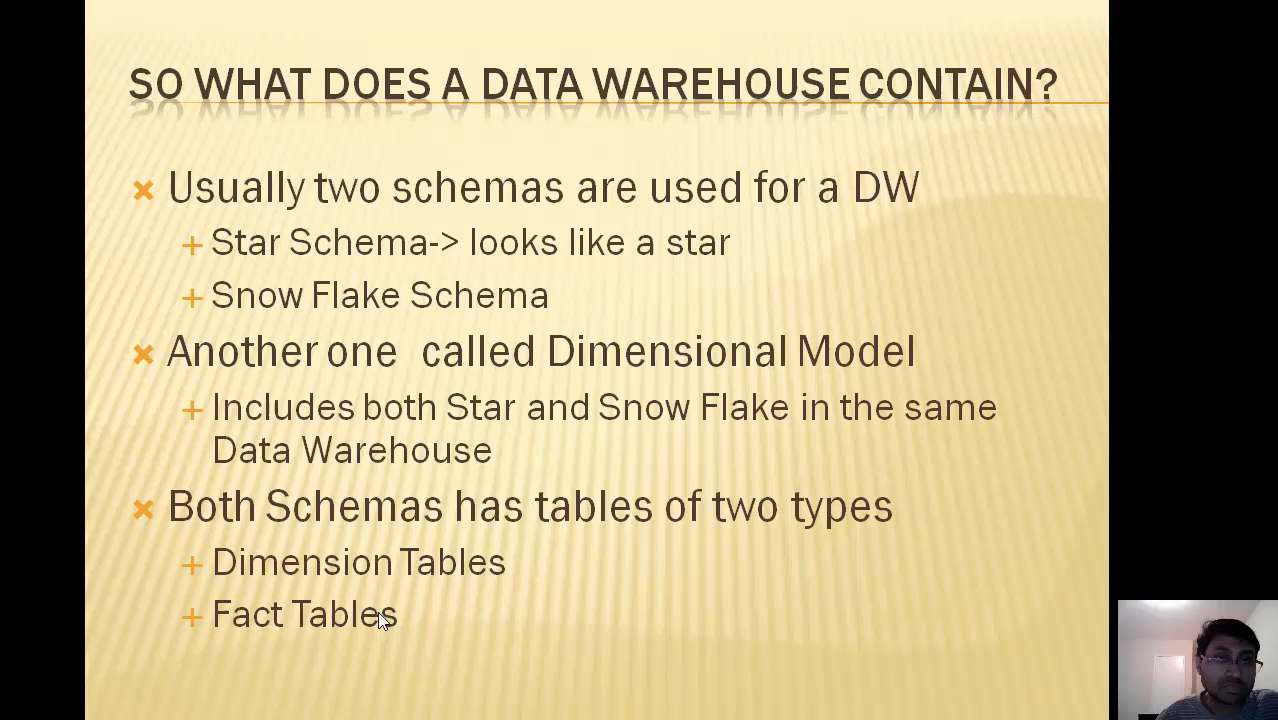 SO WHAT DOES A DATA WAREHOUSE CONTAIN?
Usually two schemas are used for a DW
Star Schema-> looks like a star
Snow Flake Schema
Another one called Dimensional Model
Includes both Star and Snow Flake in the same
Data Warehouse
Both Schemas has tables of two types
Dimension Tables
Fact Tables